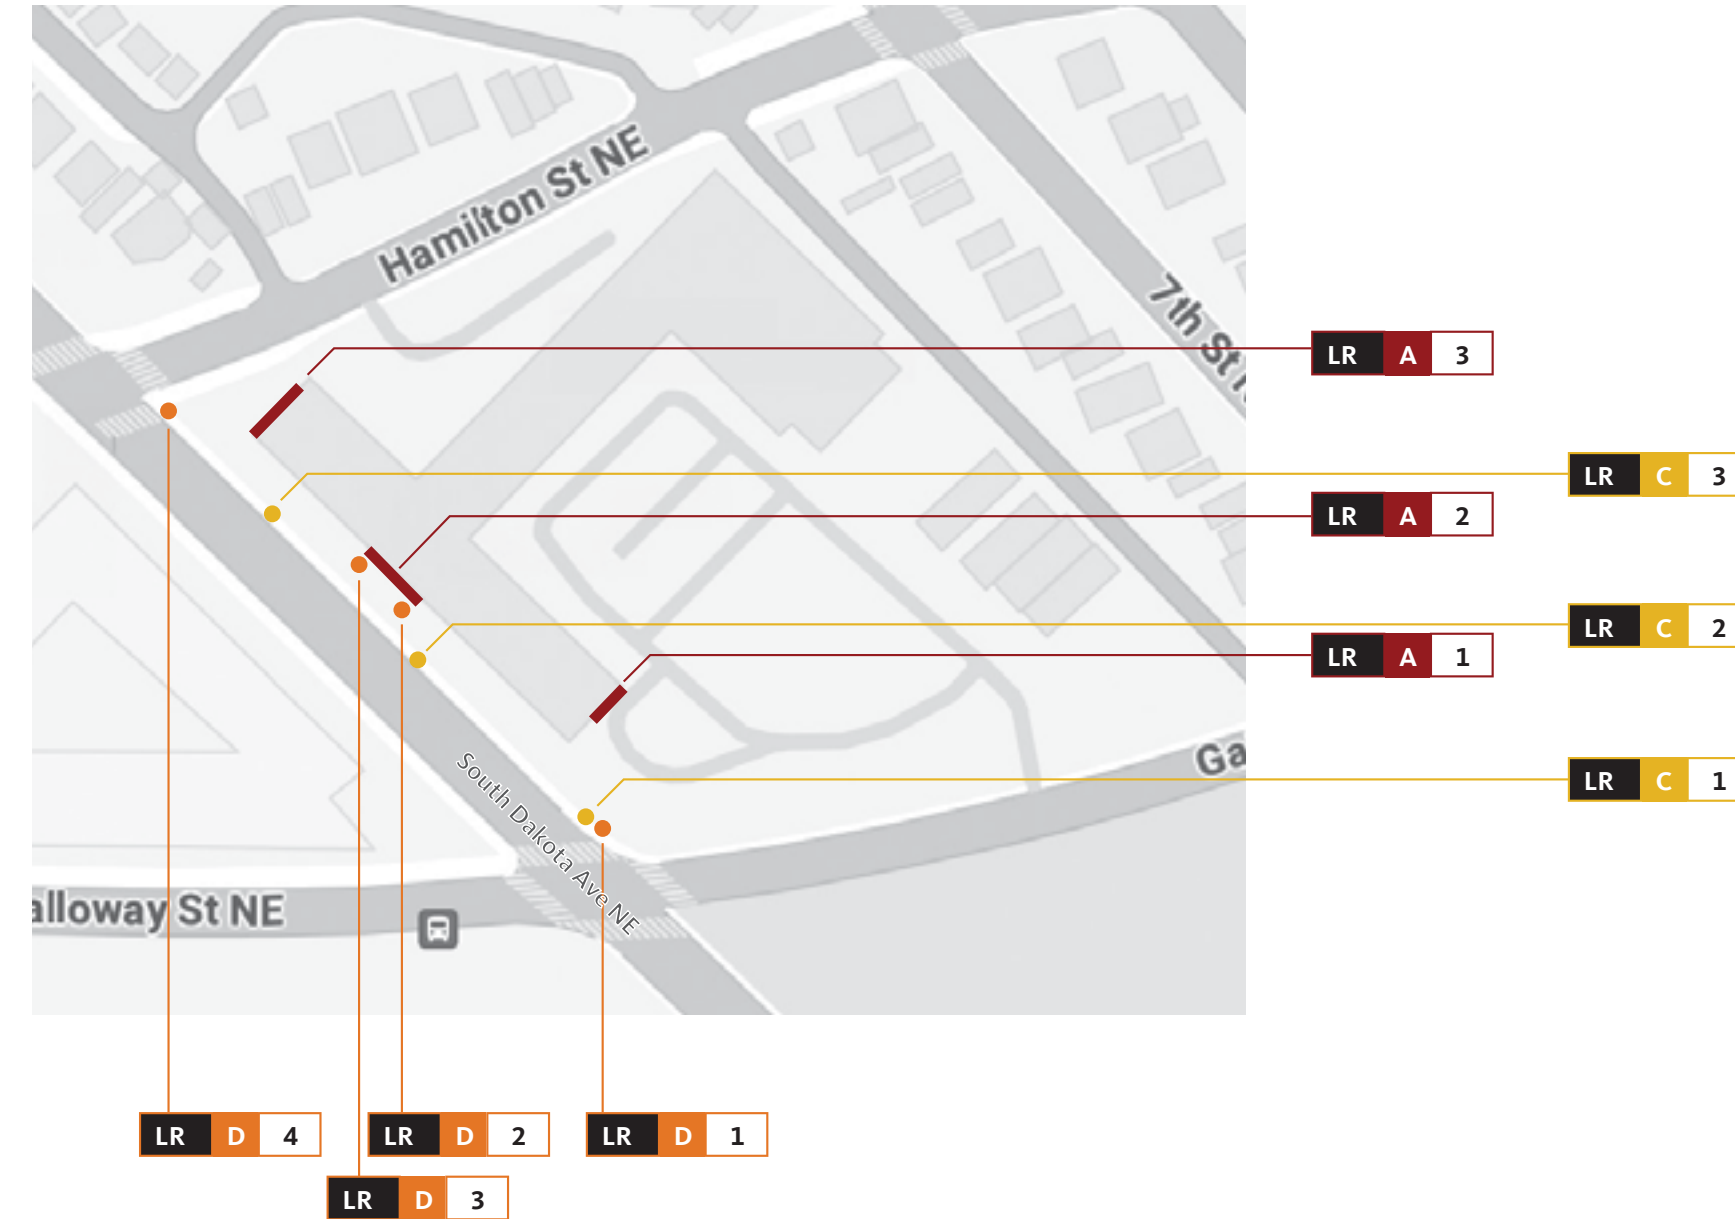 Hamilton St NE
7th St
LR A 3
LR C 3
LR A 2
LR C 2
LR A 1
Ga
LR C 1
South Dakota Ave NE
alloway St NE
LR D 4
LR D 2
LR D 1
LR D 3